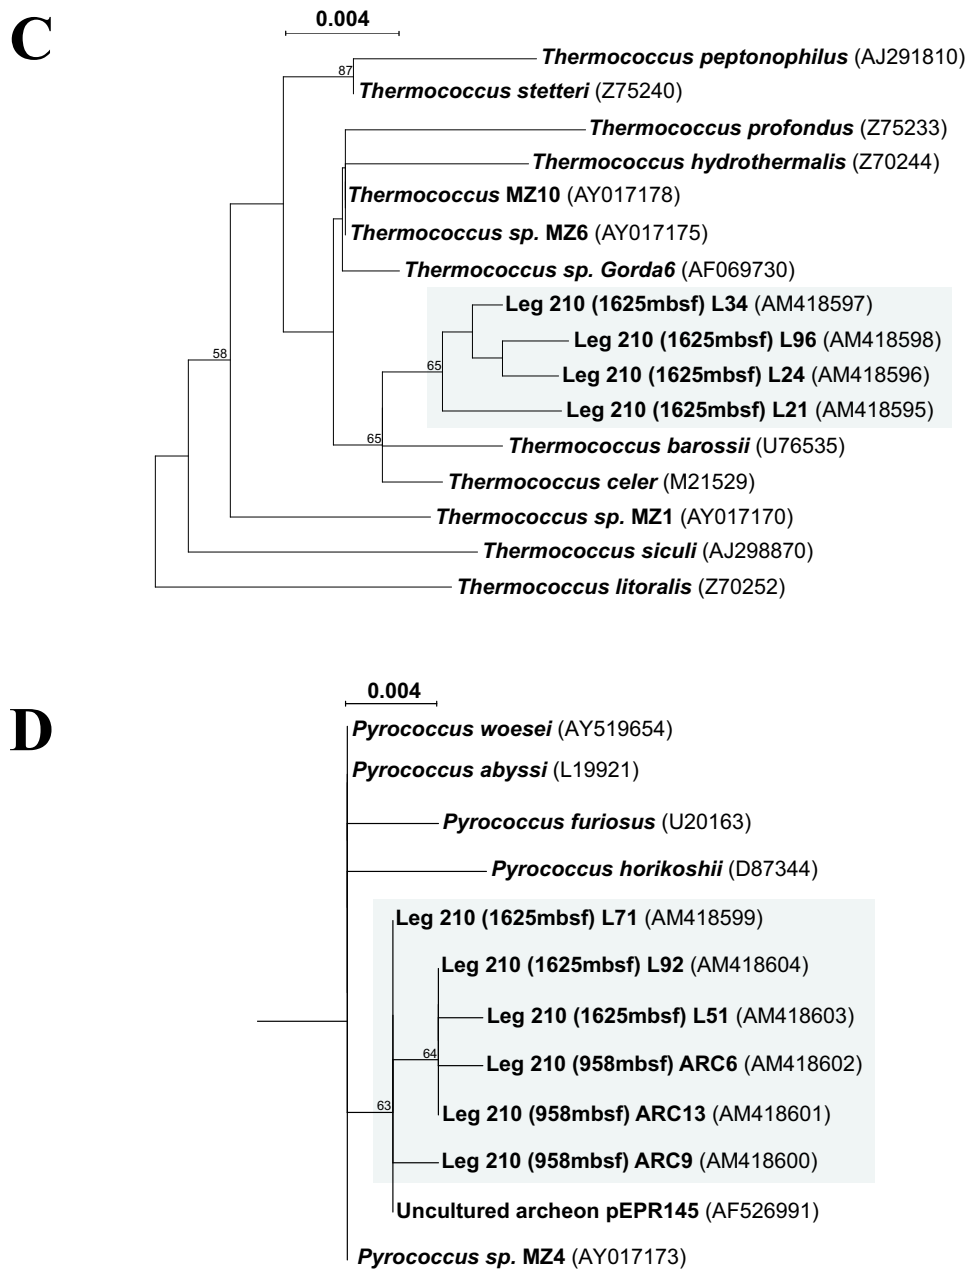 C
0.004
Thermococcus peptonophilus (AJ291810)
87
Thermococcus stetteri (Z75240)
Thermococcus profondus (Z75233)
Thermococcus hydrothermalis (Z70244)
Thermococcus MZ10 (AY017178)
Thermococcus sp. MZ6 (AY017175)
Thermococcus sp. Gorda6 (AF069730)
Leg 210 (1625mbsf) L34 (AM418597)
Leg 210 (1625mbsf) L96 (AM418598)
58
65
Leg 210 (1625mbsf) L24 (AM418596)
Leg 210 (1625mbsf) L21 (AM418595)
65
Thermococcus barossii (U76535)
Thermococcus celer (M21529)
Thermococcus sp. MZ1 (AY017170)
Thermococcus siculi (AJ298870)
Thermococcus litoralis (Z70252)
D
0.004
Pyrococcus woesei (AY519654)
Pyrococcus abyssi (L19921)
Pyrococcus furiosus (U20163)
Pyrococcus horikoshii (D87344)
Leg 210 (1625mbsf) L71 (AM418599)
Leg 210 (1625mbsf) L92 (AM418604)
Leg 210 (1625mbsf) L51 (AM418603)
64
Leg 210 (958mbsf) ARC6 (AM418602)
63
Leg 210 (958mbsf) ARC13 (AM418601)
Leg 210 (958mbsf) ARC9 (AM418600)
Uncultured archeon pEPR145 (AF526991)
Pyrococcus sp. MZ4 (AY017173)